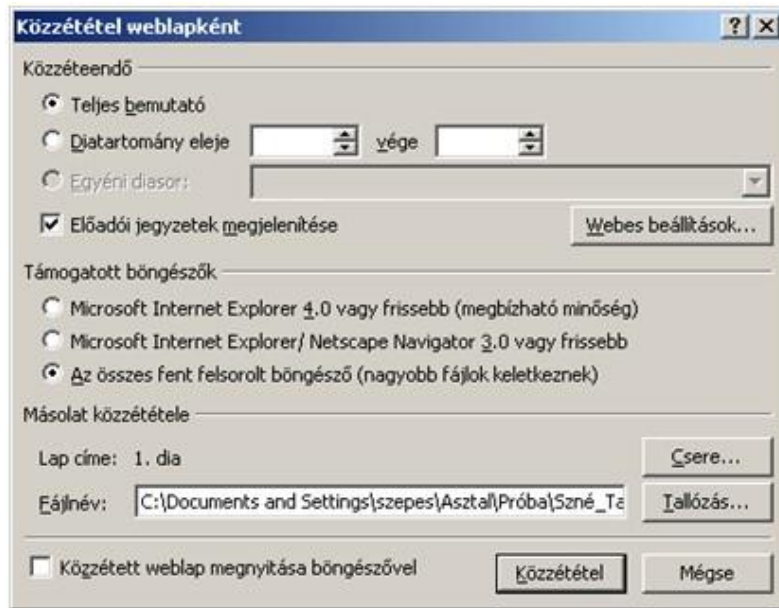 Közzététel weblapként
Közzéteendő
Teljes bemutató
Diatartomány eleje vége
Egyéni diasor:
Előadói jegyzetek megjelenítése Webes beállítások...
Támogatott böngészők
Microsoft Internet Explorer 4.0 vagy frissebb (megbízható minőség)
Microsoft Internet Explorer/ Netscape Navigator 3.0 vagy frissebb
Az összes fent felsorolt böngésző (nagyobb fájlok keletkeznek)
Másolat közzététele
Lap címe: 1. dia Csere...
Fájlnév: C:\Documents and Settings\szepes\Asztal\Próba\Szné_Ta Tallózás...
Közzétett weblap megnyitása böngészővel Közzététel Mégse